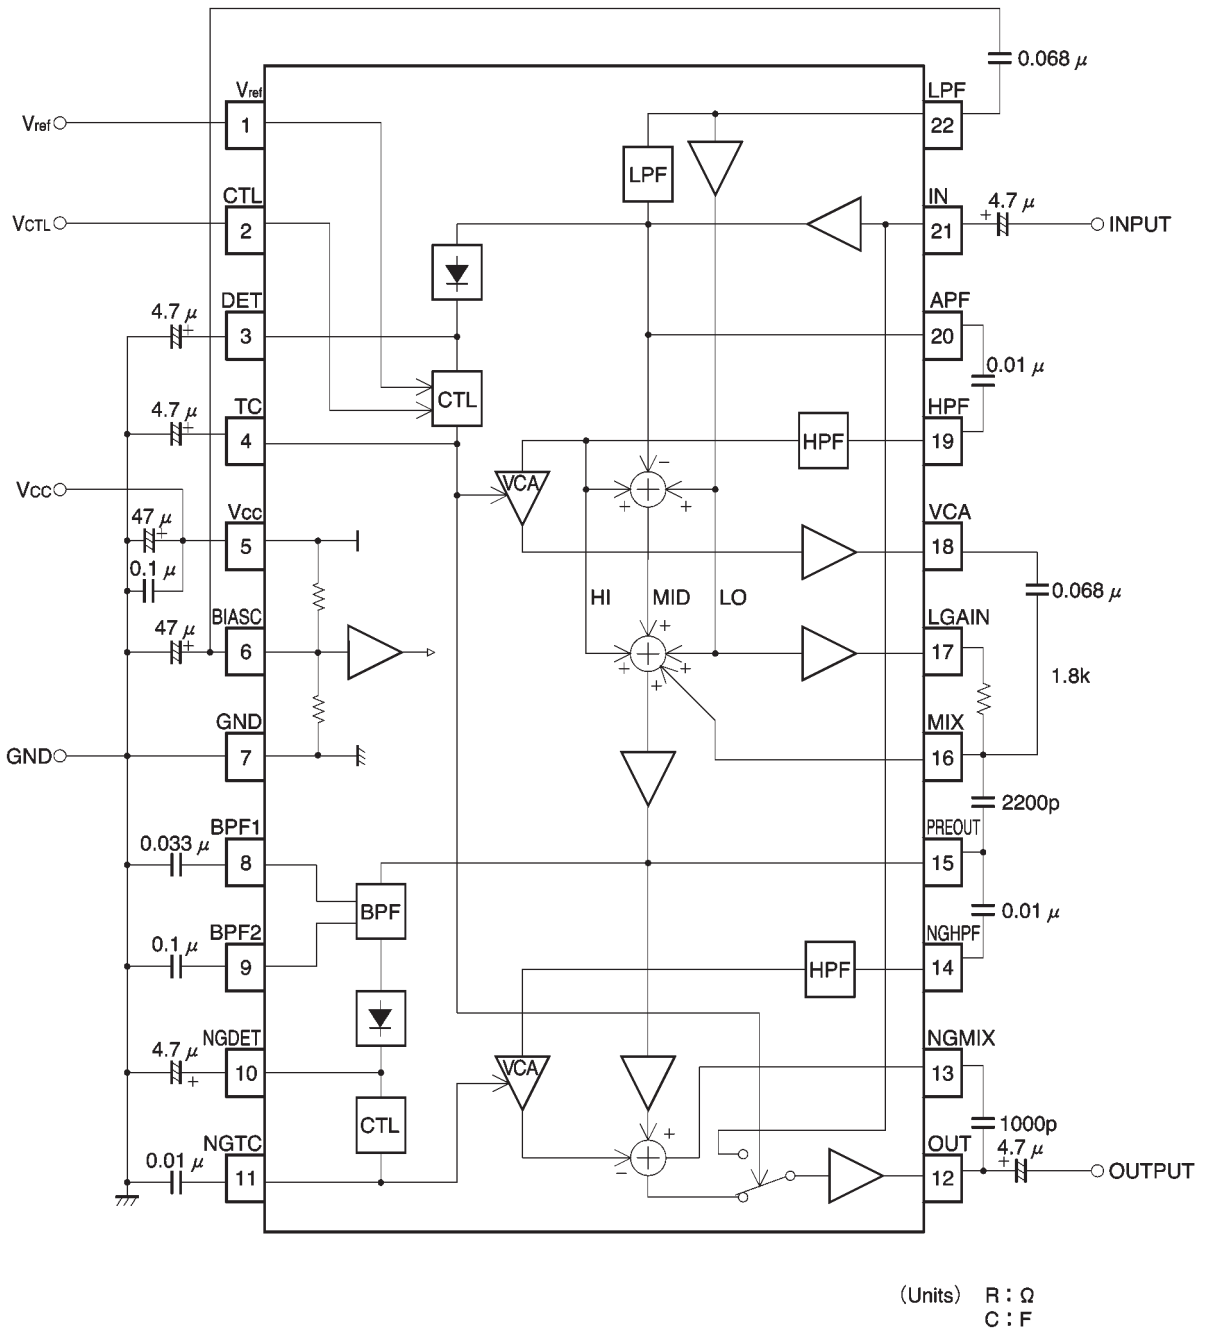 0.068 μ
Vref
LPF
Vref
1
22
LPF
CTL
IN
4.7 μ
+
VCTL
2
21
INPUT
DET
APF
4.7 μ
+
3
20
0.01 μ
CTL
TC
HPF
4.7 μ
+
4
HPF
19
−
VCC
VCA
+
+
47 μ
+
Vcc
VCA
5
18
0.1 μ
HI
MID
LO
0.068 μ
BIASC
LGAIN
47 μ
+
6
+
+
+
+
17
1.8k
GND
MIX
GND
7
16
2200p
BPF1
PREOUT
0.033 μ
8
15
BPF
0.01 μ
BPF2
NGHPF
0.1 μ
9
HPF
14
NGDET
NGMIX
4.7 μ
+
10
VCA
13
CTL
1000p
NGTC
+
OUT
4.7 μ
+
0.01 μ
11
−
12
OUTPUT
(Units) R : Ω
C : F